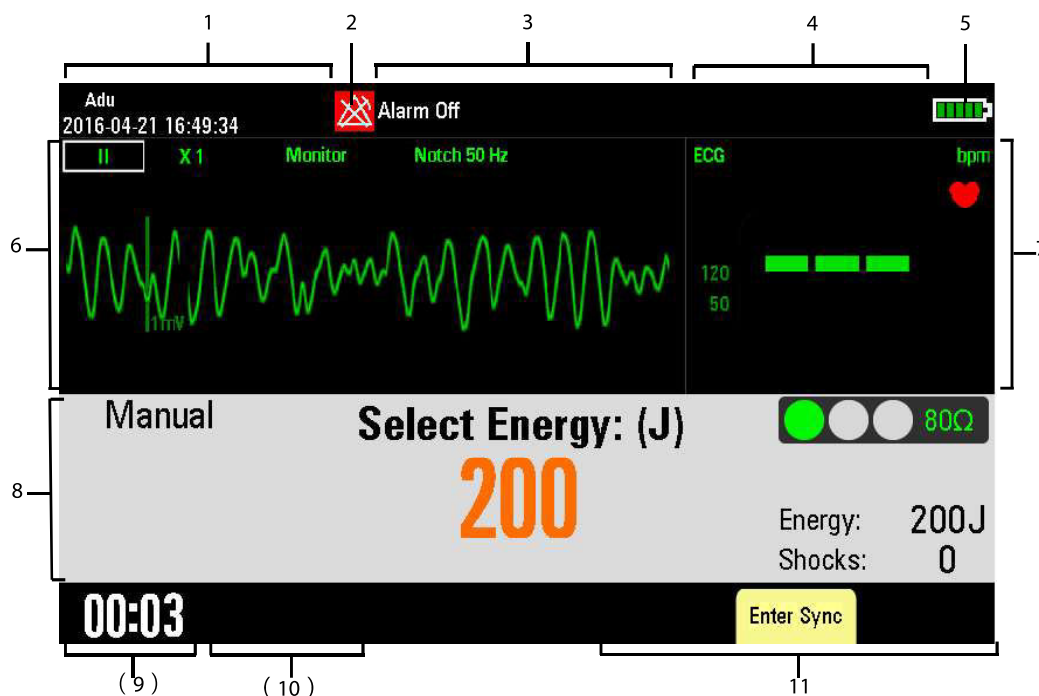 1 2 3 4 5
Adu
2016-04-21 16:49:34
Alarm Off
II X 1 Monitor Notch 50 Hz ECG bpm
6
120
50
1mV
Manual
Select Energy: (J)
80Ω
200
8
Energy: 200J
Shocks: 0
00:03
Enter Sync
(9) (10) 11